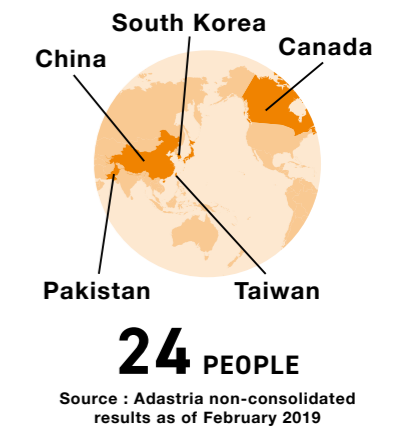 South Korea
Canada
China
Pakistan
Taiwan
24 PEOPLE
Source : Adastria non-consolidated
results as of February 2019